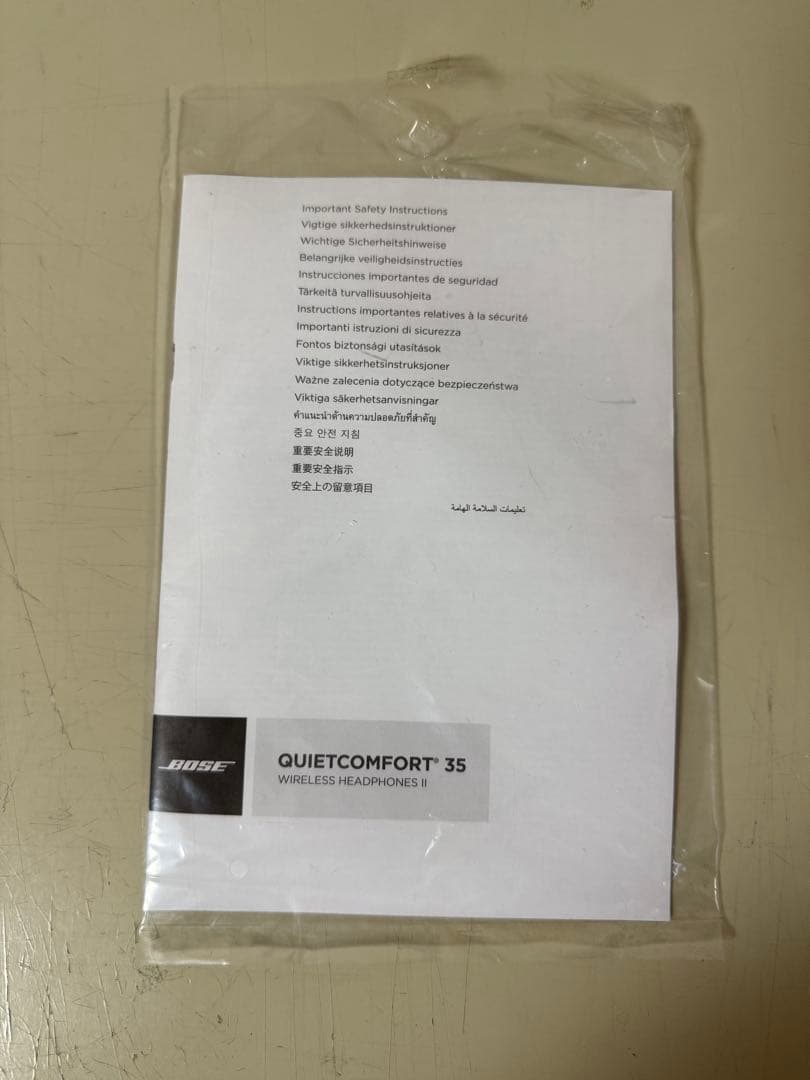 Important Safety Instructions
Vigtige sikkerhedsinstruktioner
Wichtige Sicherheitshinweise
Belangrijke veiligheidsinstructies
Instrucciones importantes de seguridad
Tärkeitä turvallisuusohjeita
Instructions importantes relatives à la sécurité
Importanti istruzioni di sicurezza
Fontos biztonsági utasítások
Viktige sikkerhetsinstruksjoner
Ważne zalecenia dotyczące bezpieczeństwa
Viktiga säkerhetsanvisningar
คำแนะนำด้านความปลอดภัยที่สำคัญ
중요 안전 지침
重要安全说明
重要安全指示
安全上の留意項目
تعليمات السلامة الهامة
BOSE
QUIETCOMFORT® 35
WIRELESS HEADPHONES II